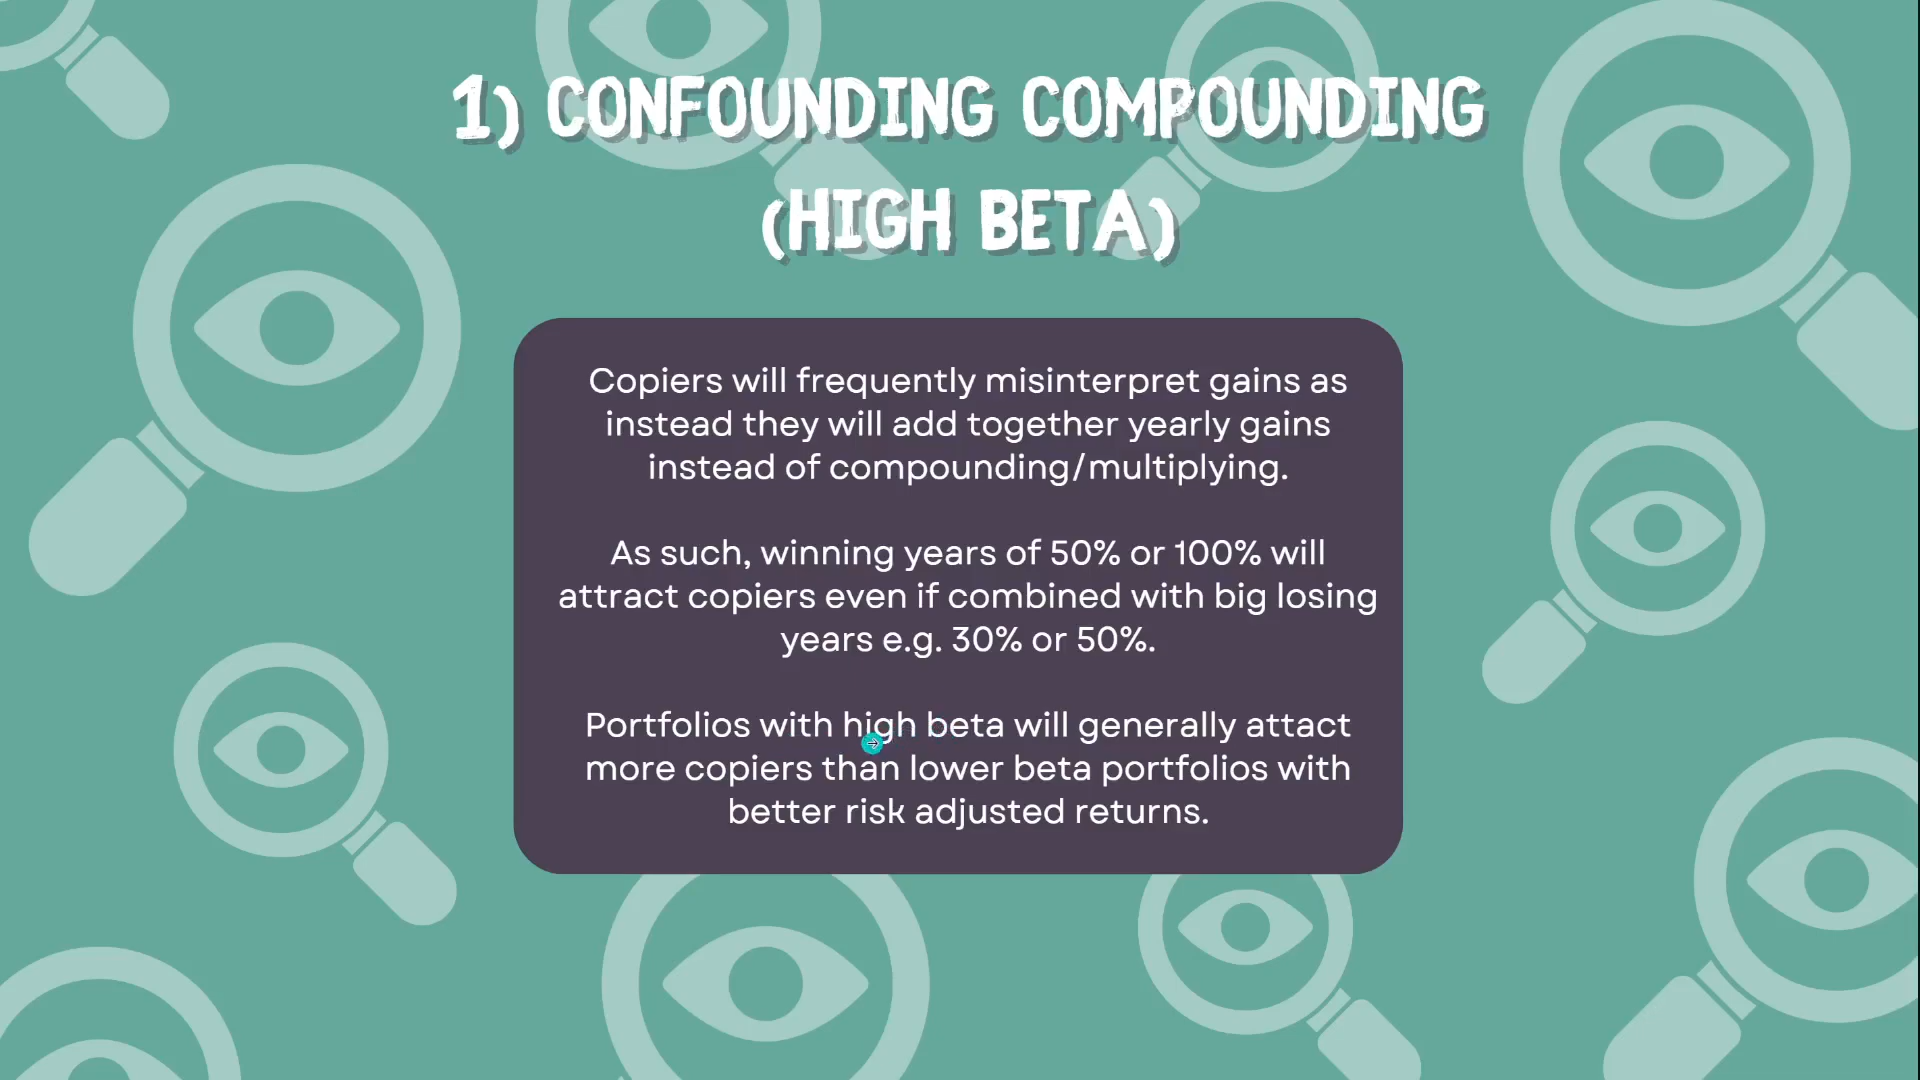 1) CONFOUNDING COMPOUNDING
(HIGH BETA)
Copiers will frequently misinterpret gains as
instead they will add together yearly gains
instead of compounding/multiplying.
As such, winning years of 50% or 100% will
attract copiers even if combined with big losing
years e.g. 30% or 50%.
Portfolios with high beta will generally attact
more copiers than lower beta portfolios with
better risk adjusted returns.